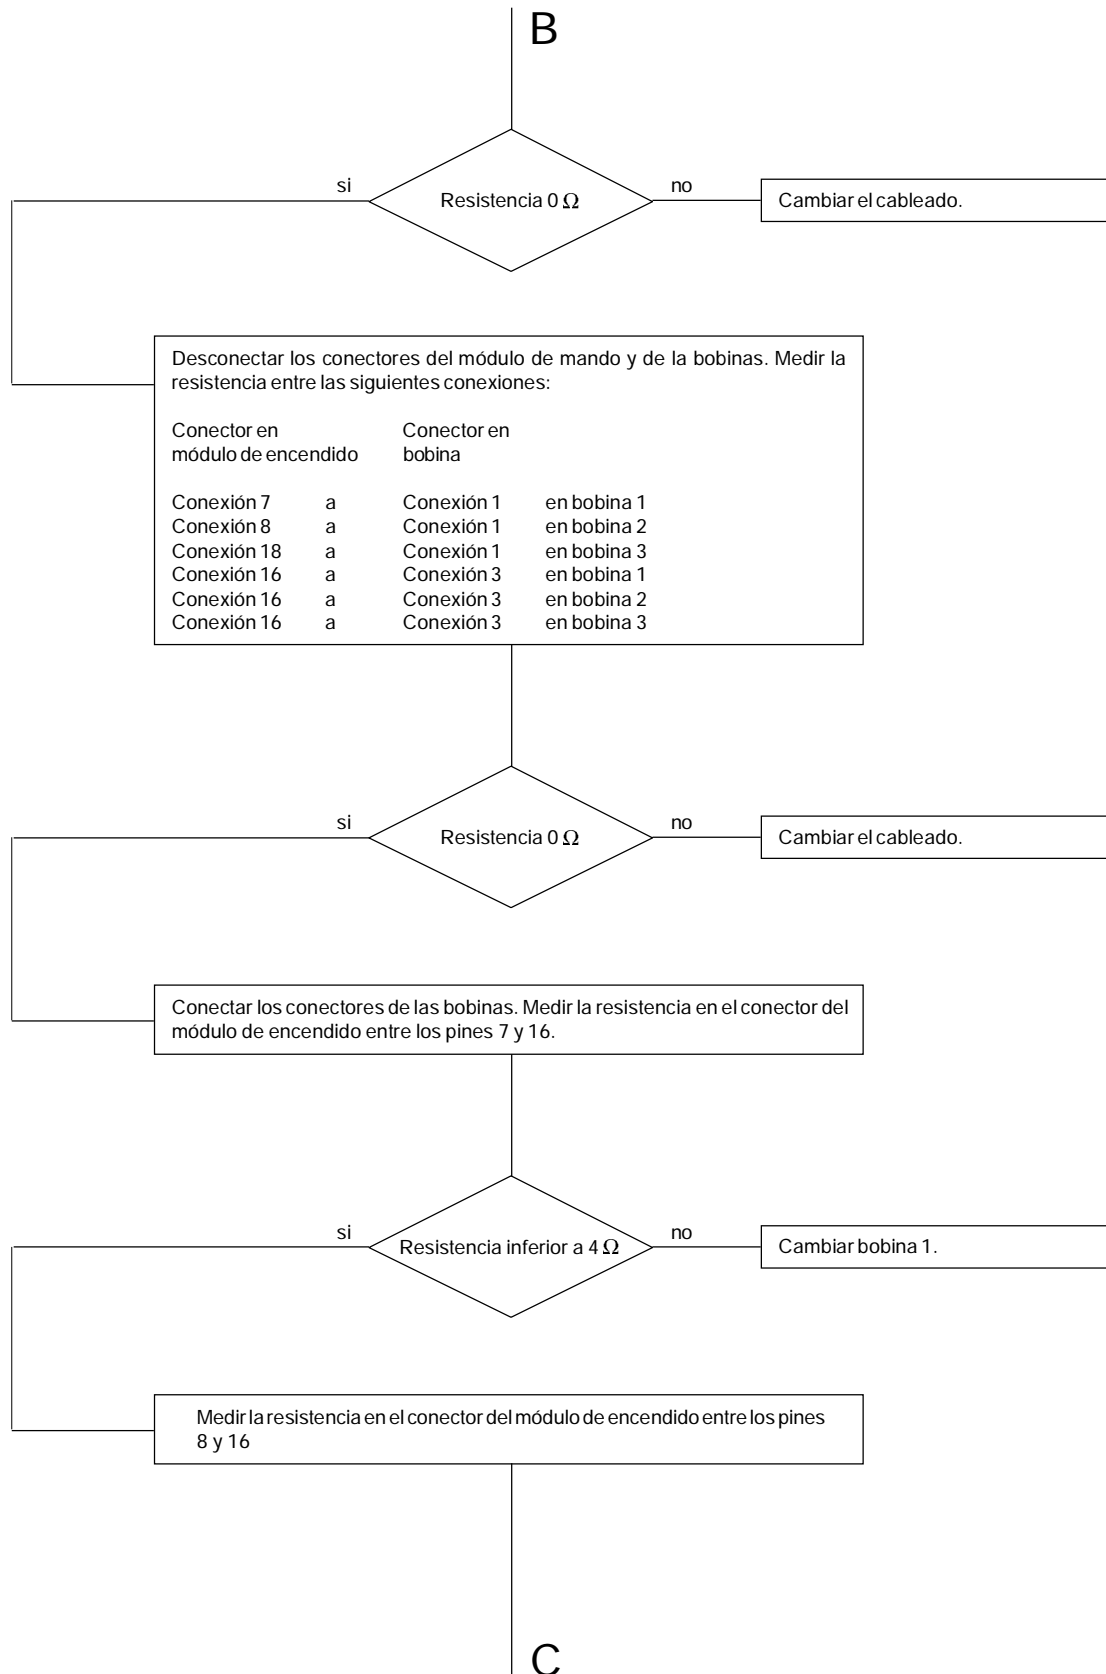 B
si
Resistencia 0 Ω
no
Cambiar el cableado.
Desconectar los conectores del módulo de mando y de la bobinas. Medir la
resistencia entre las siguientes conexiones:
Conector en Conector en
módulo de encendido bobina
Conexión 7 a Conexión 1 en bobina 1
Conexión 8 a Conexión 1 en bobina 2
Conexión 18 a Conexión 1 en bobina 3
Conexión 16 a Conexión 3 en bobina 1
Conexión 16 a Conexión 3 en bobina 2
Conexión 16 a Conexión 3 en bobina 3
si
Resistencia 0 Ω
no
Cambiar el cableado.
Conectar los conectores de las bobinas. Medir la resistencia en el conector del
módulo de encendido entre los pines 7 y 16.
si
Resistencia inferior a 4 Ω
no
Cambiar bobina 1.
Medir la resistencia en el conector del módulo de encendido entre los pines
8 y 16
C